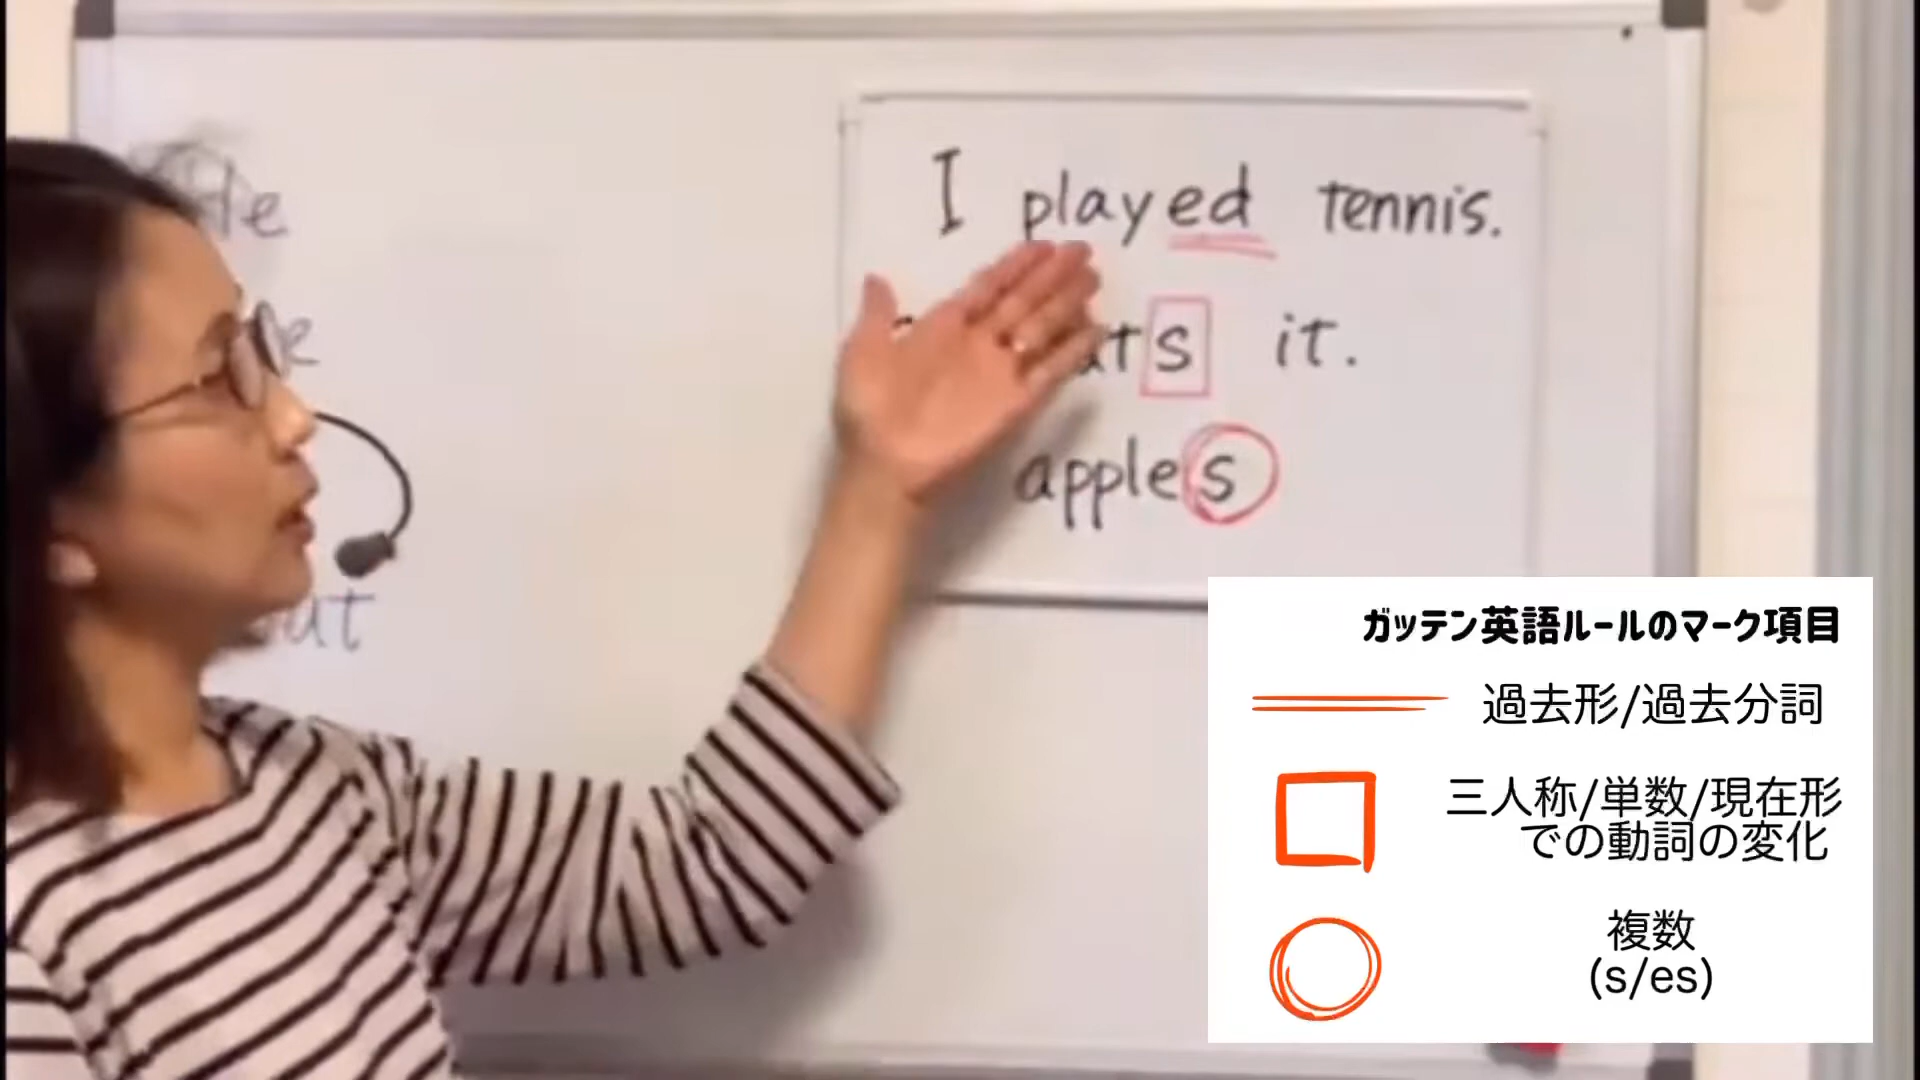 I played tennis.
s it.
apples
ガッテン英語ルールのマーク項目
過去形/過去分詞
三人称/単数/現在形
での動詞の変化
複数
(s/es)